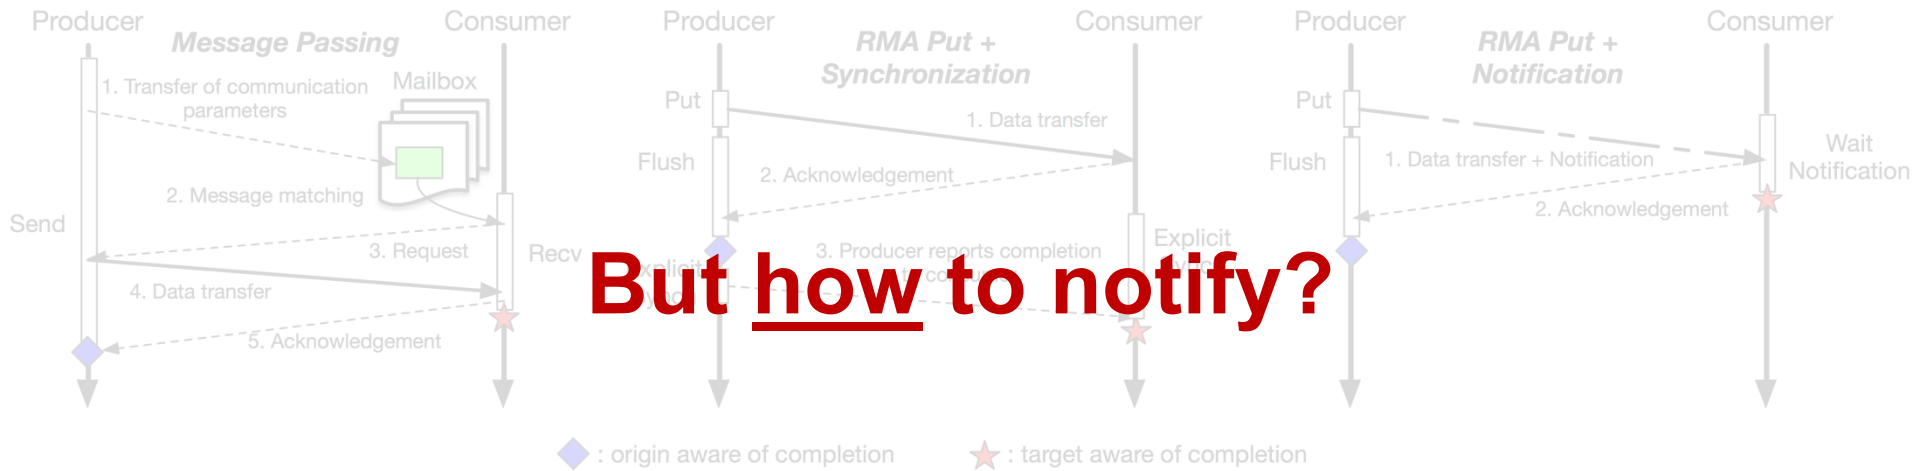 Producer
Consumer
Message Passing
1. Transfer of communication
parameters
Mailbox
2. Message matching
Send
3. Request
Recv
4. Data transfer
5. Acknowledgement
Producer
Consumer
RMA Put +
Synchronization
Put
1. Data transfer
Flush
2. Acknowledgement
3. Producer reports completion
Explicit
Producer
Consumer
RMA Put +
Notification
Put
Flush
1. Data transfer + Notification
Wait
Notification
2. Acknowledgement
But how to notify?
: origin aware of completion
: target aware of completion